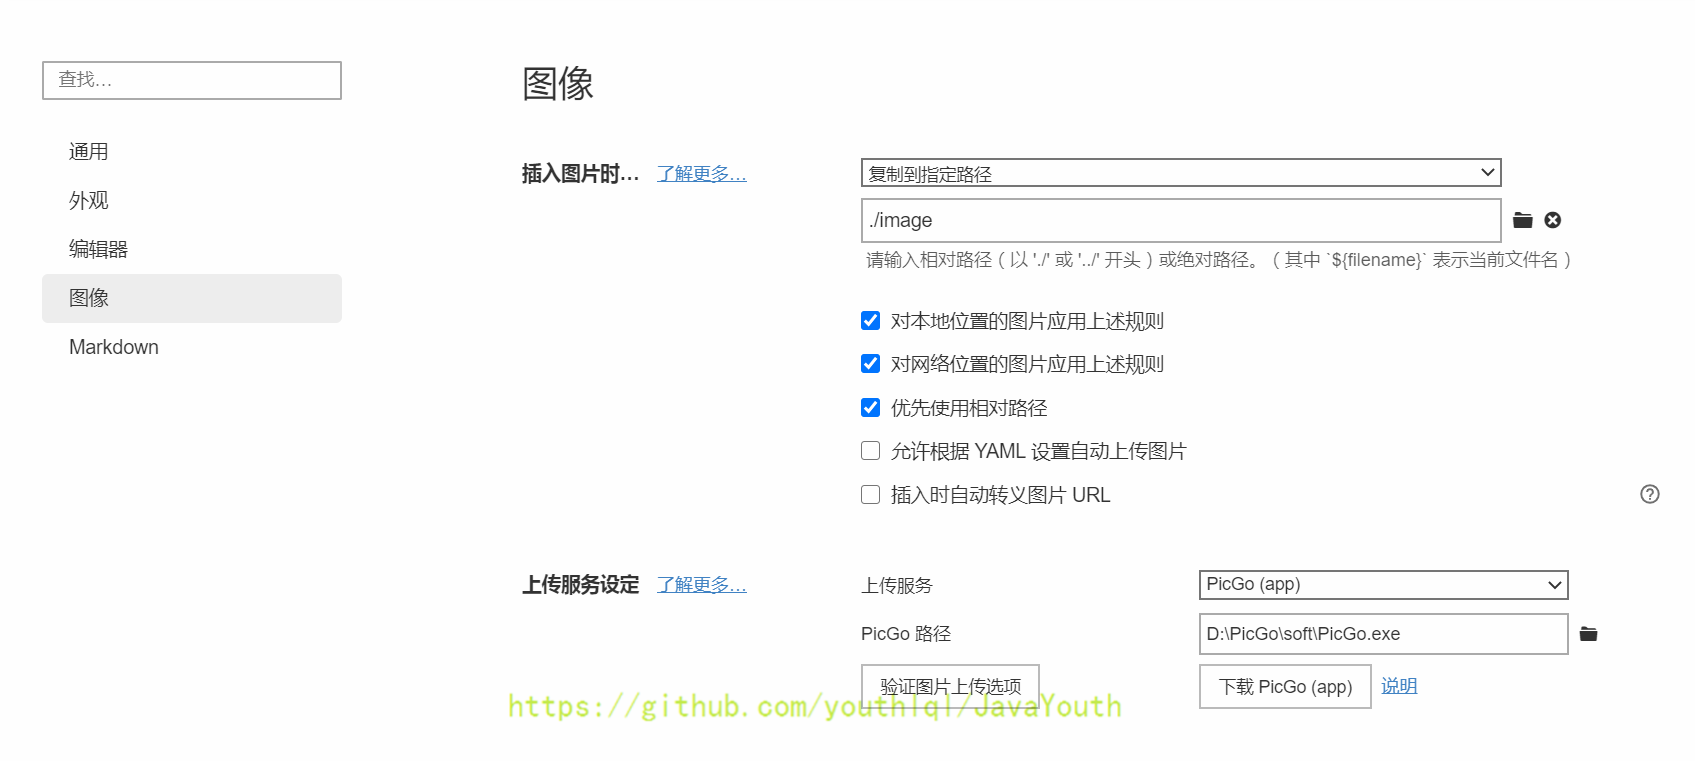 查找...
通用
外观
编辑器
图像
Markdown
图像
插入图片时... 了解更多...
复制到指定路径
./image
请输入相对路径（以 './' 或 '../' 开头）或绝对路径。（其中 `${filename}` 表示当前文件名）
对本地位置的图片应用上述规则
对网络位置的图片应用上述规则
优先使用相对路径
允许根据 YAML 设置自动上传图片
插入时自动转义图片 URL
上传服务设定 了解更多...
上传服务 PicGo (app)
PicGo 路径 D:\PicGo\soft\PicGo.exe
验证图片上传选项 下载 PicGo (app) 说明
https://github.com/youthlql/JavaYouth